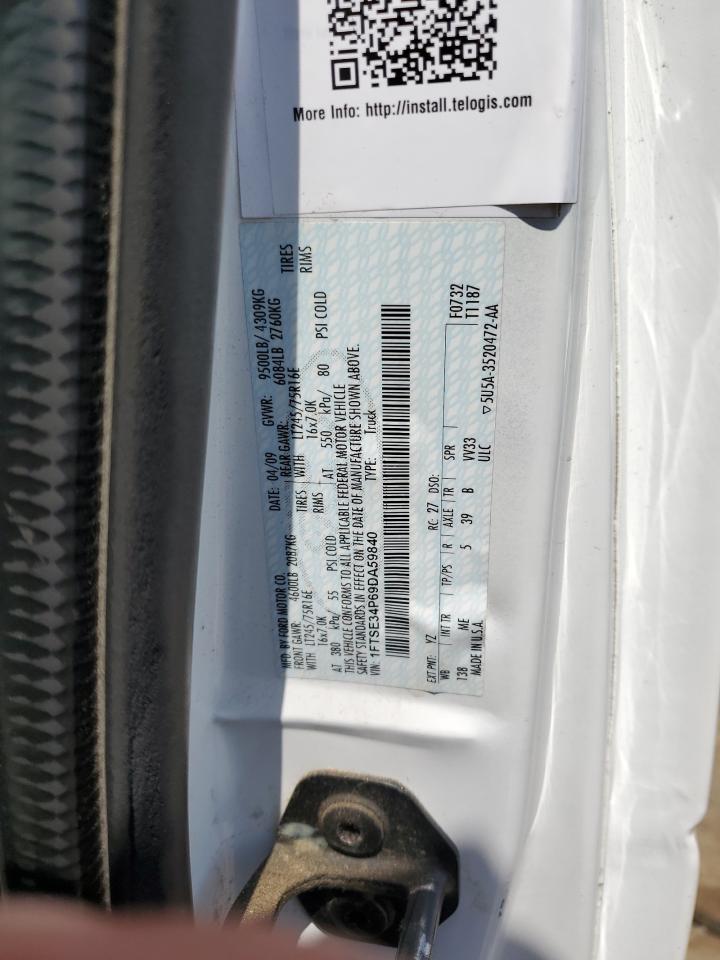 More Info: http://install.telogis.com
MFD. BY FORD MOTOR CO.
DATE: 04/09 GVWR: 9500LB/ 4309KG
FRONT GAWR: 4600LB 2087KG REAR GAWR: 6084LB 2760KG
WITH LT245/75R16E TIRES WITH LT245/75R16E TIRES
16x7.0K RIMS 16x7.0K RIMS
AT 380 kPa/ 55 PSI COLD AT 550 kPa/ 80 PSI COLD
THIS VEHICLE CONFORMS TO ALL APPLICABLE FEDERAL MOTOR VEHICLE
SAFETY STANDARDS IN EFFECT ON THE DATE OF MANUFACTURE SHOWN ABOVE.
1FTSE34P69DA59840 TYPE: Truck
EXT PNT: YZ RC: 27 DSO: F0732
WB INT TR TP/PS R AXLE TR SPR T1187
138 ME 5 39 B VV33
MADE IN U.S.A. ULC
▽5U5A-3520472-AA